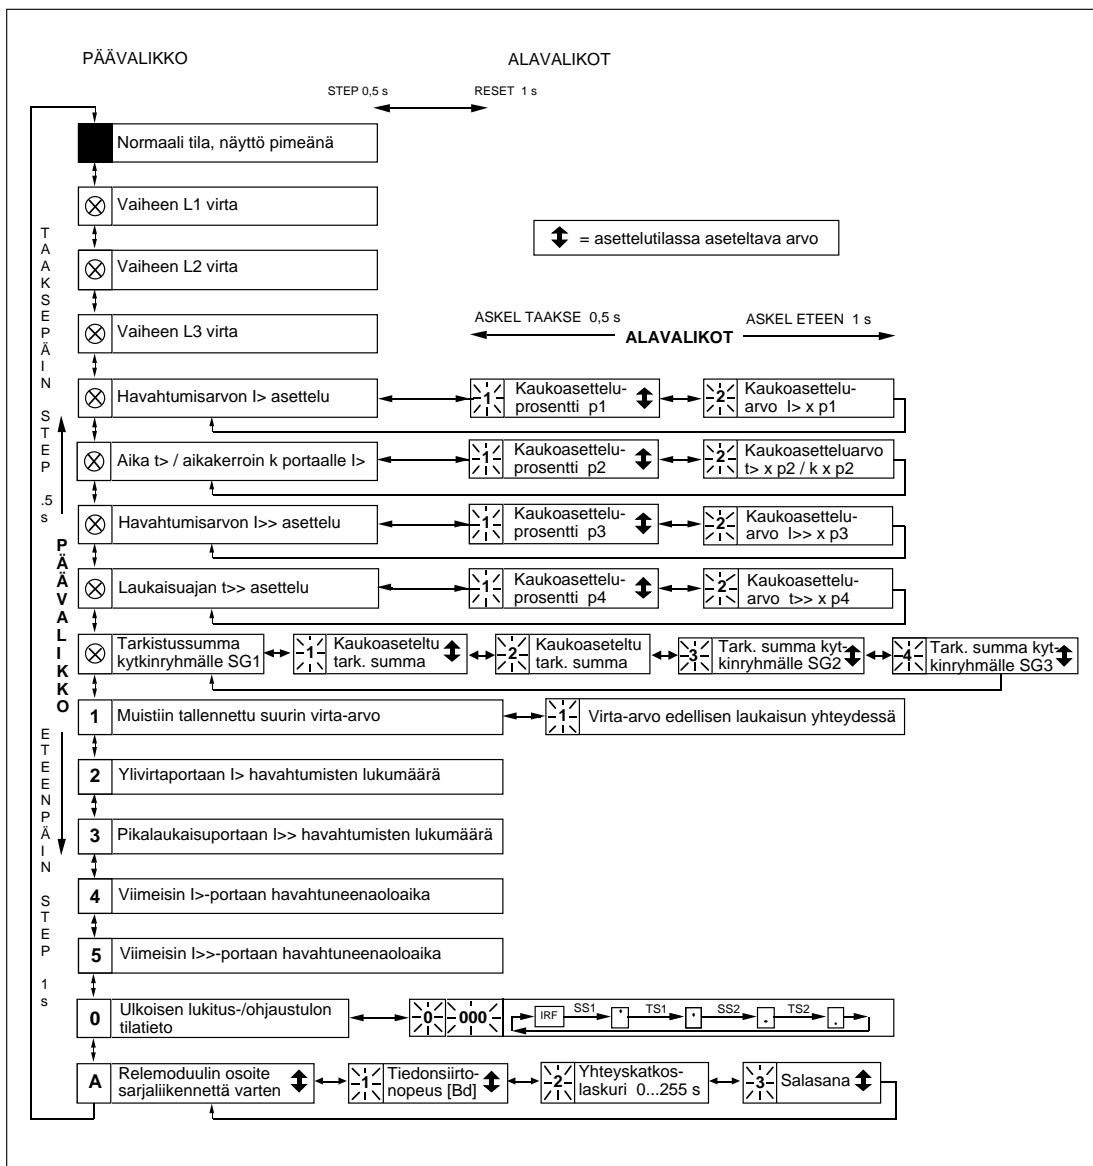 PÄÄVALIKKO
ALAVALIKOT
STEP 0,5 s
RESET 1 s
Normaali tila, näyttö pimeänä
Vaiheen L1 virta
= asettelutilassa aseteltava arvo
Vaiheen L2 virta
Vaiheen L3 virta
ASKEL TAAKSE 0,5 s
ALAVALIKOT
ASKEL ETEEN 1 s
TAAKSEPÄIN STEP .5 s
PÄÄVALIKKO
ETEENPÄIN STEP 1 s
Havahtumisarvon I> asettelu
1
Kaukoasettelu-
prosentti p1
2
Kaukoasettelu-
arvo I> x p1
Aika t> / aikakerroin k portaalle I>
1
Kaukoasettelu-
prosentti p2
2
Kaukoasetteluarvo
t> x p2 / k x p2
Havahtumisarvon I>> asettelu
1
Kaukoasettelu-
prosentti p3
2
Kaukoasettelu-
arvo I>> x p3
Laukaisuajan t>> asettelu
1
Kaukoasettelu-
prosentti p4
2
Kaukoasettelu-
arvo t>> x p4
Tarkistussumma
kytkinryhmälle SG1
1
Kaukoaseteltu
tark. summa
2
Kaukoaseteltu
tark. summa
3
Tark. summa kyt-
kinryhmälle SG2
4
Tark. summa kyt-
kinryhmälle SG3
1
Muistiin tallennettu suurin virta-arvo
1
Virta-arvo edellisen laukaisun yhteydessä
2
Ylivirtaportaan I> havahtumisten lukumäärä
3
Pikalaukaisuportaan I>> havahtumisten lukumäärä
4
Viimeisin I>-portaan havahtuneenaoloaika
5
Viimeisin I>>-portaan havahtuneenaoloaika
0
Ulkoisen lukitus-/ohjaustulon
tilatieto
0
000
IRF
SS1
'
TS1
'
SS2
.
TS2
.
A
Relemoduulin osoite
sarjaliikennettä varten
1
Tiedonsiirto-
nopeus [Bd]
2
Yhteyskatkos-
laskuri 0...255 s
3
Salasana